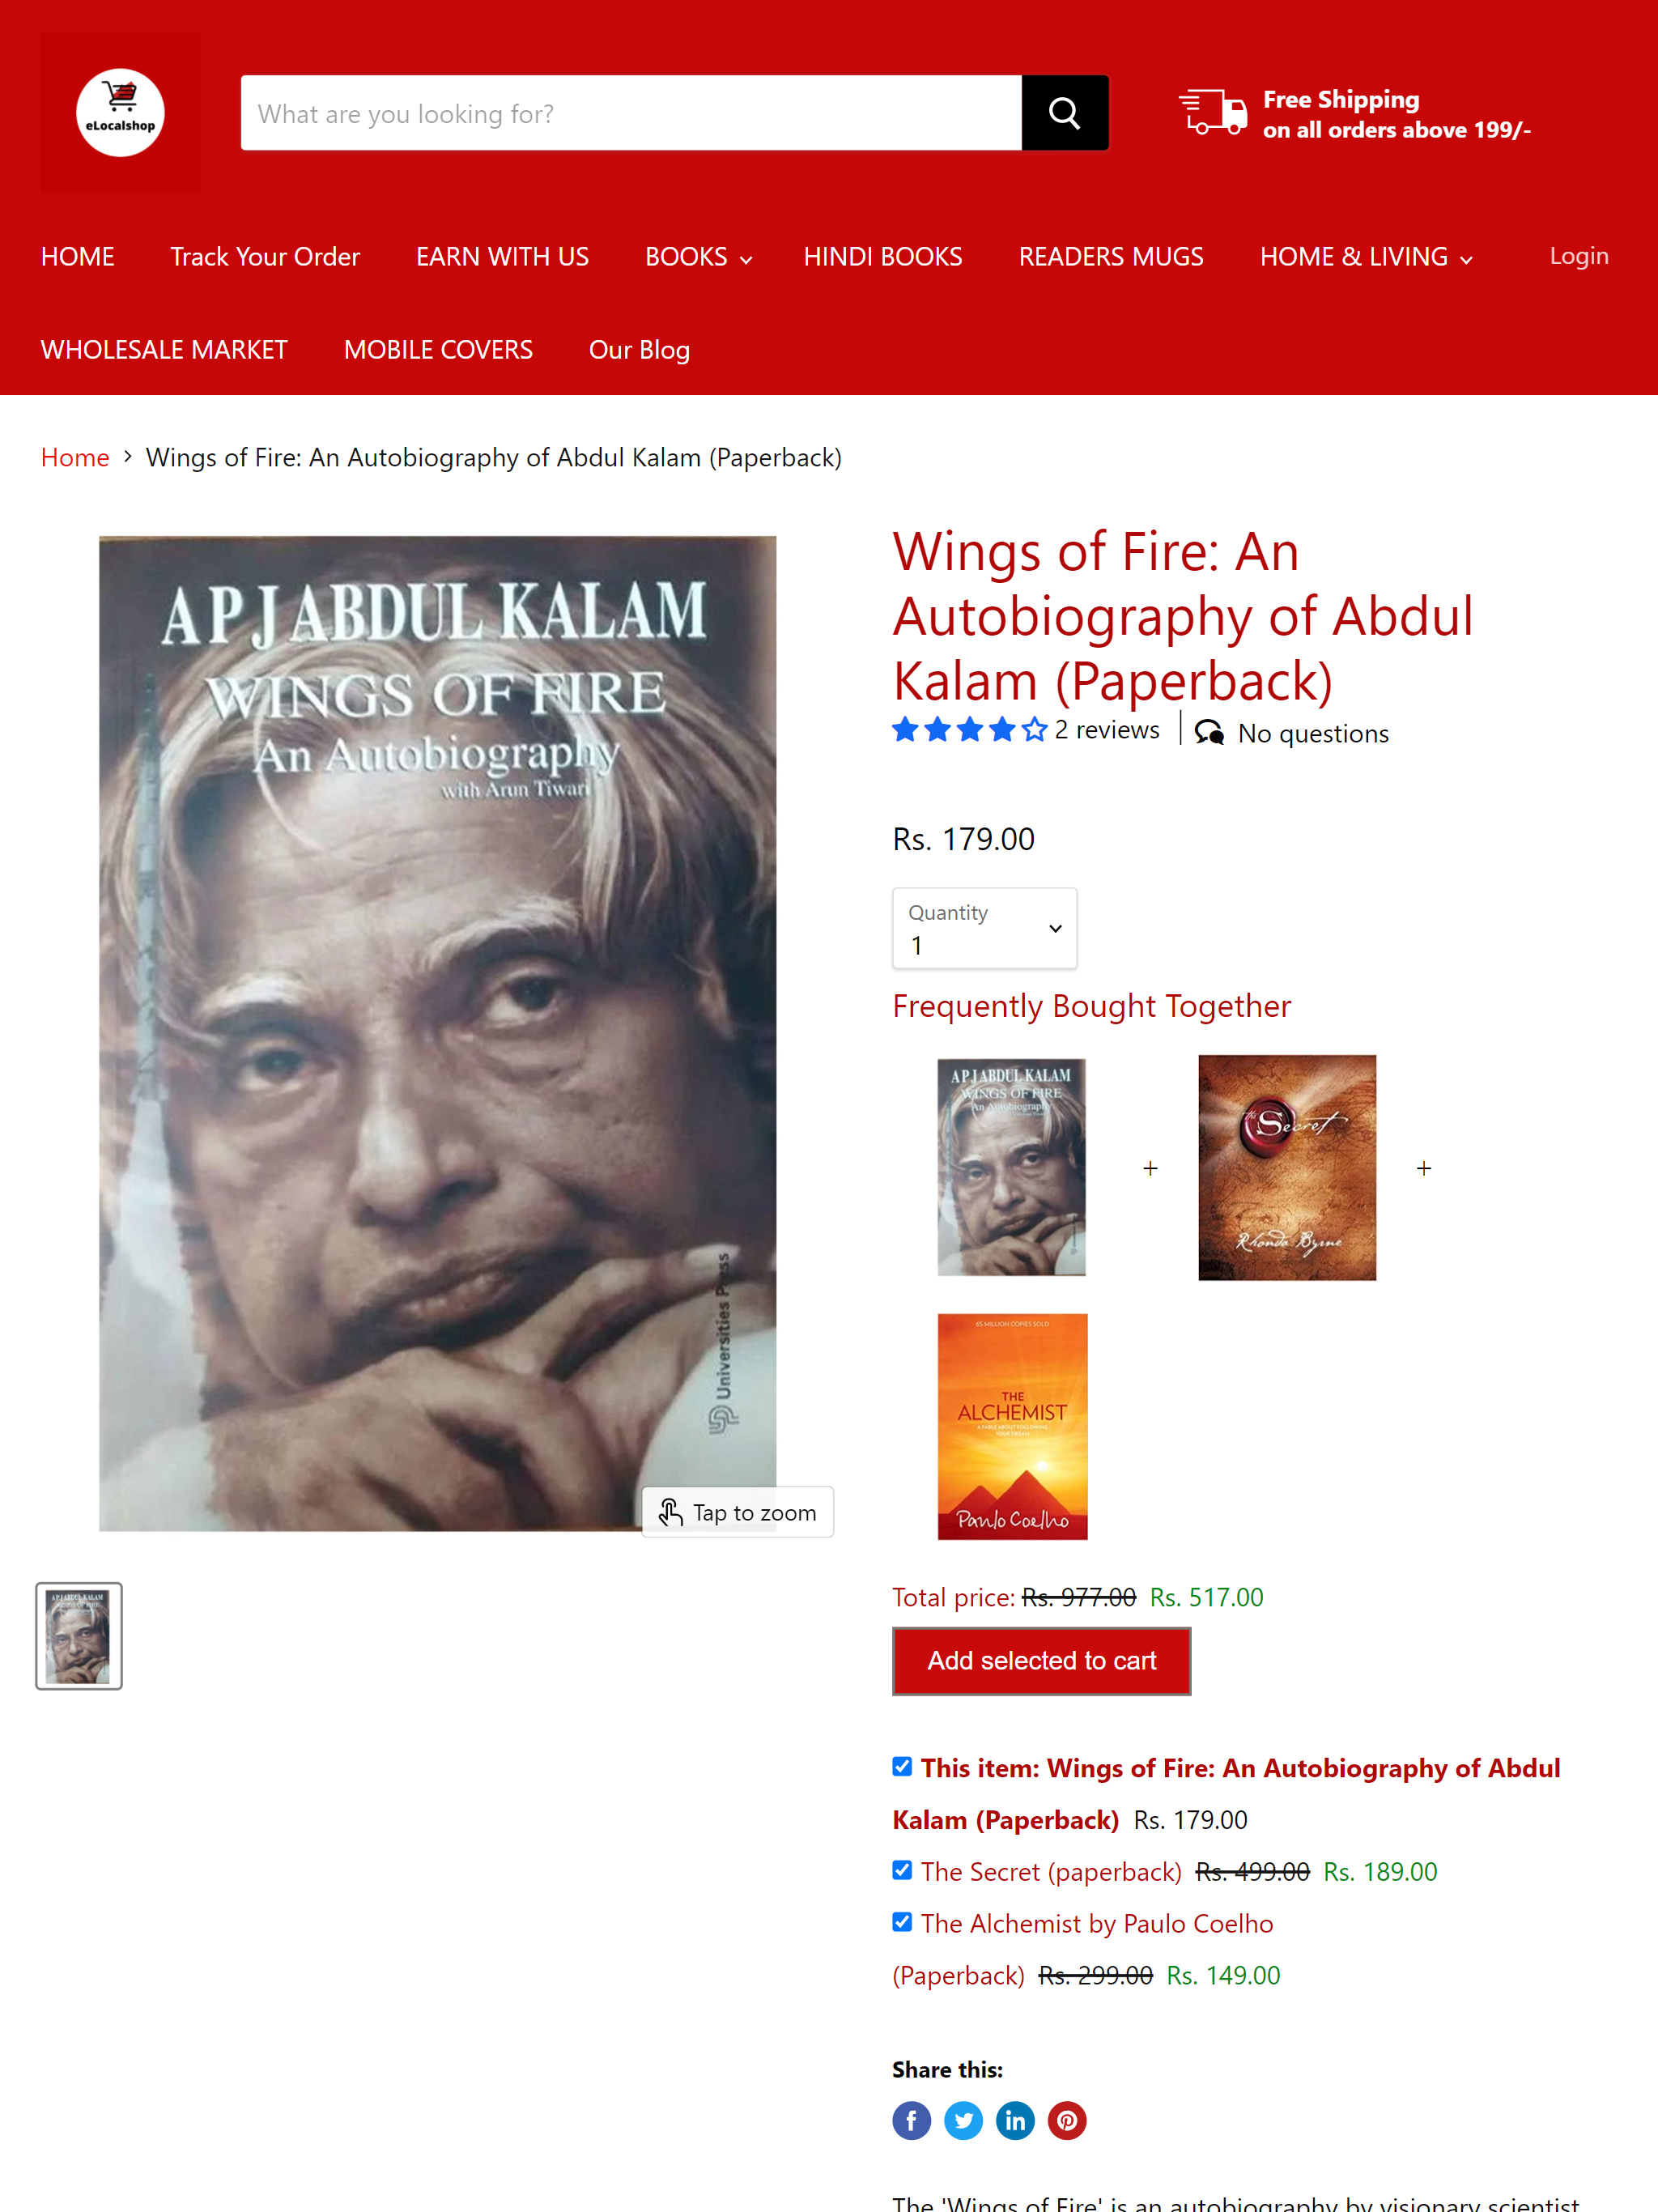 eLocalshop
What are you looking for?
Free Shipping
on all orders above 199/-
HOME
Track Your Order
EARN WITH US
BOOKS
HINDI BOOKS
READERS MUGS
HOME & LIVING
Login
WHOLESALE MARKET
MOBILE COVERS
Our Blog
Home > Wings of Fire: An Autobiography of Abdul Kalam (Paperback)
A P J ABDUL KALAM
WINGS OF FIRE
An Autobiography
with Arun Tiwari
Universities Press
Tap to zoom
Wings of Fire: An
Autobiography of Abdul
Kalam (Paperback)
2 reviews
No questions
Rs. 179.00
Quantity
1
Frequently Bought Together
A P J ABDUL KALAM
WINGS OF FIRE
An Autobiography
+
The Secret
Rhonda Byrne
+
65 MILLION COPIES SOLD
THE
ALCHEMIST
A FABLE ABOUT FOLLOWING
YOUR DREAM
Paulo Coelho
Total price: Rs. 977.00 Rs. 517.00
Add selected to cart
This item: Wings of Fire: An Autobiography of Abdul
Kalam (Paperback) Rs. 179.00
The Secret (paperback) Rs. 499.00 Rs. 189.00
The Alchemist by Paulo Coelho
(Paperback) Rs. 299.00 Rs. 149.00
Share this:
The 'Wings of Fire' is an autobiography by visionary scientist